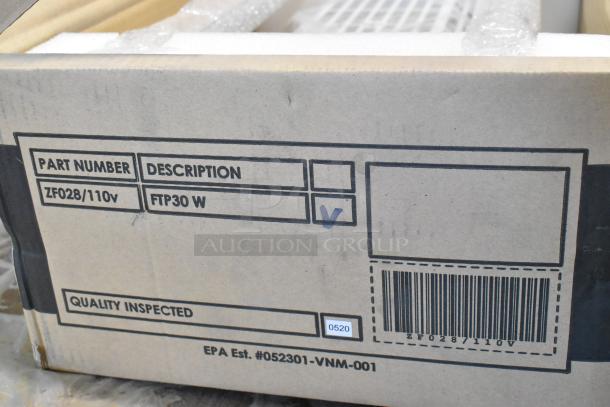 PART NUMBER DESCRIPTION
ZF028/110v FTP30 W V
AUCTION GROUP
QUALITY INSPECTED 0520
ZF028/110V
EPA Est. #052301-VNM-001